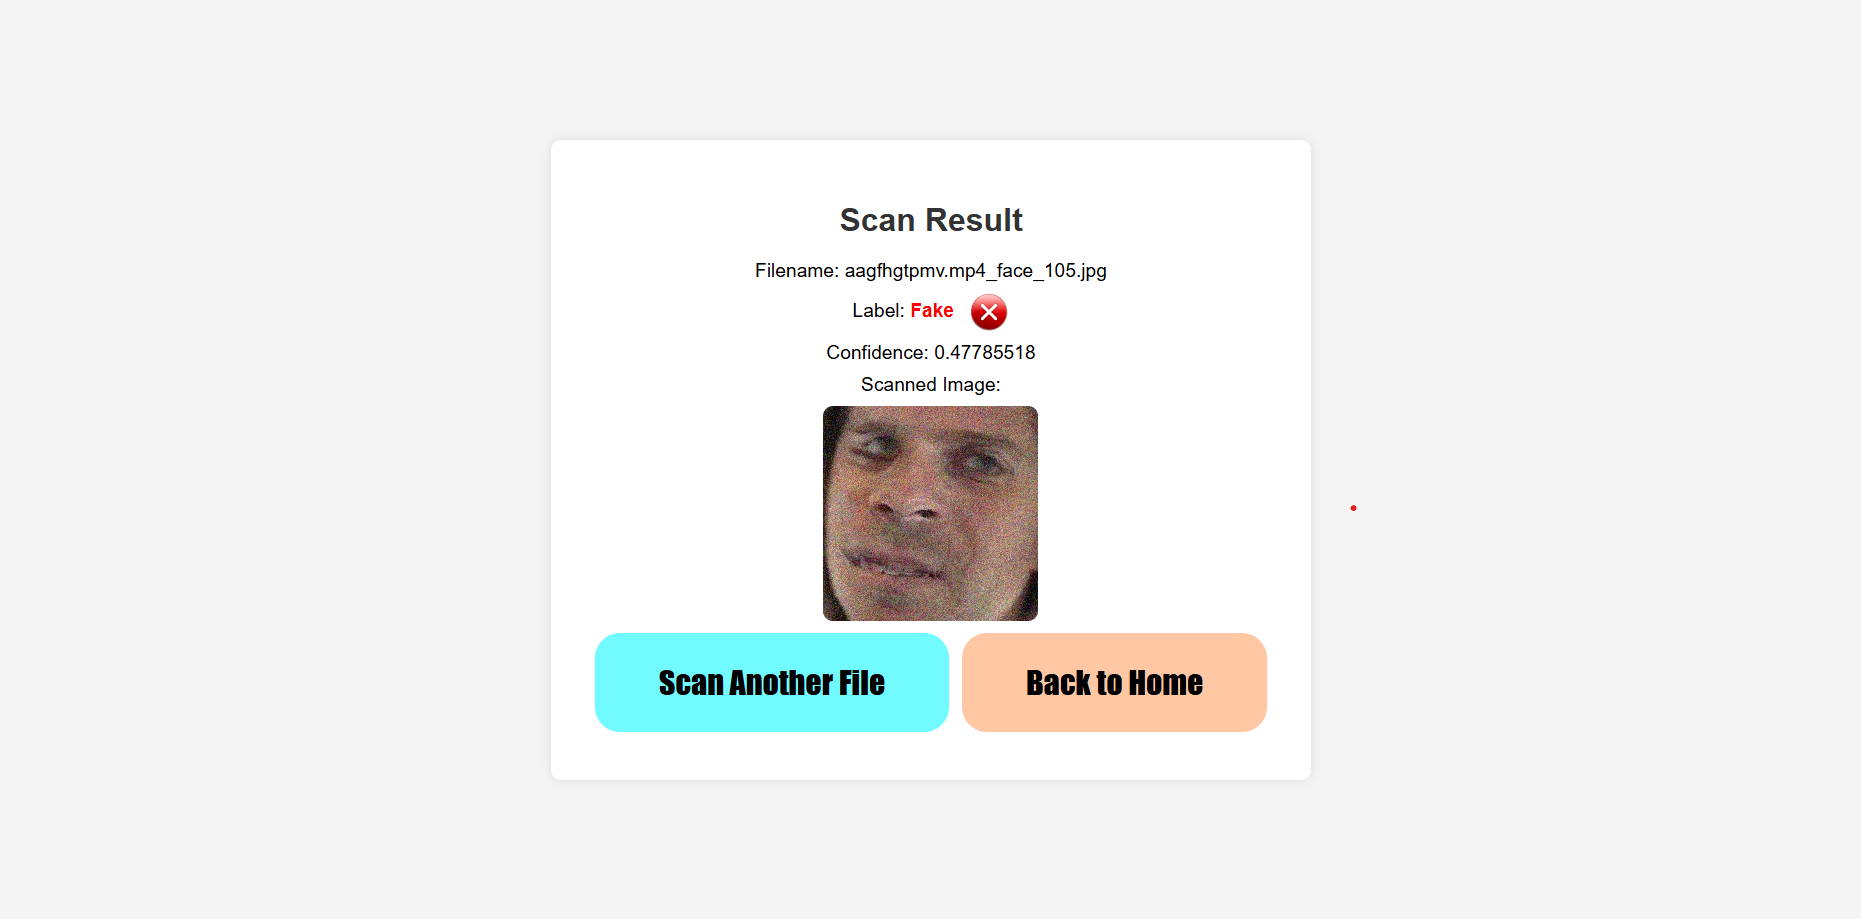 Scan Result
Filename: aagfhgtpmv.mp4_face_105.jpg
Label: Fake
Confidence: 0.47785518
Scanned Image:
Scan Another File
Back to Home